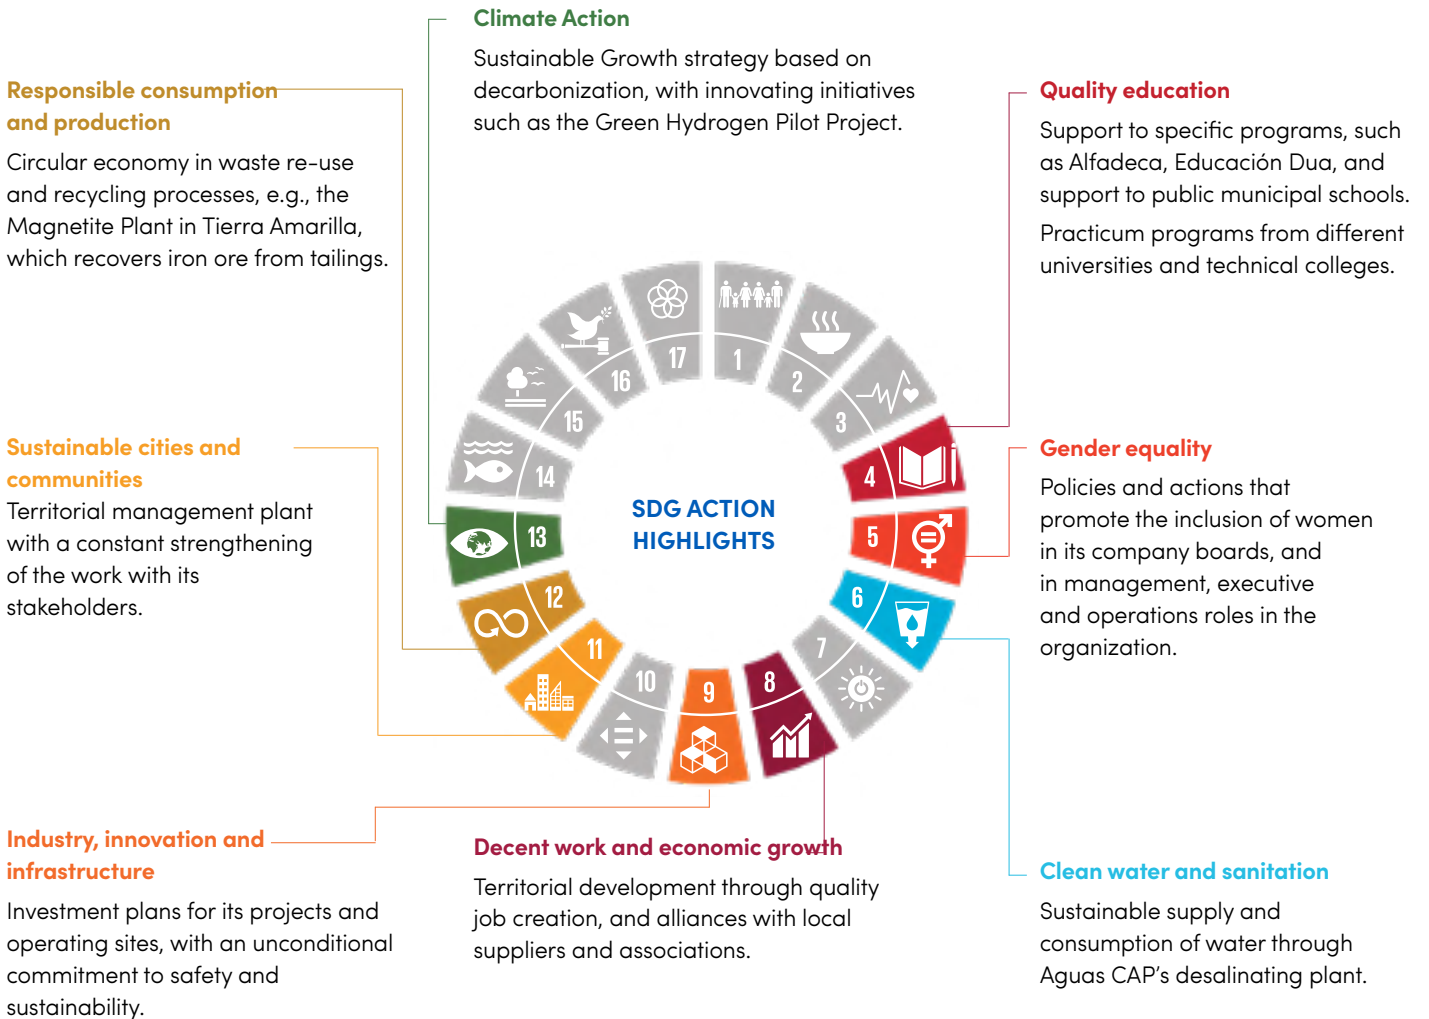 Climate Action
Sustainable Growth strategy based on
decarbonization, with innovating initiatives
such as the Green Hydrogen Pilot Project.
Responsible consumption
and production
Circular economy in waste re-use
and recycling processes, e.g., the
Magnetite Plant in Tierra Amarilla,
which recovers iron ore from tailings.
Quality education
Support to specific programs, such
as Alfadeca, Educación Dua, and
support to public municipal schools.
Practicum programs from different
universities and technical colleges.
Sustainable cities and
communities
Territorial management plant
with a constant strengthening
of the work with its
stakeholders.
SDG ACTION
HIGHLIGHTS
1
2
3
4
5
6
7
8
9
10
11
12
13
14
15
16
17
Gender equality
Policies and actions that
promote the inclusion of women
in its company boards, and
in management, executive
and operations roles in the
organization.
Industry, innovation and
infrastructure
Investment plans for its projects and
operating sites, with an unconditional
commitment to safety and
sustainability.
Decent work and economic growth
Territorial development through quality
job creation, and alliances with local
suppliers and associations.
Clean water and sanitation
Sustainable supply and
consumption of water through
Aguas CAP's desalinating plant.